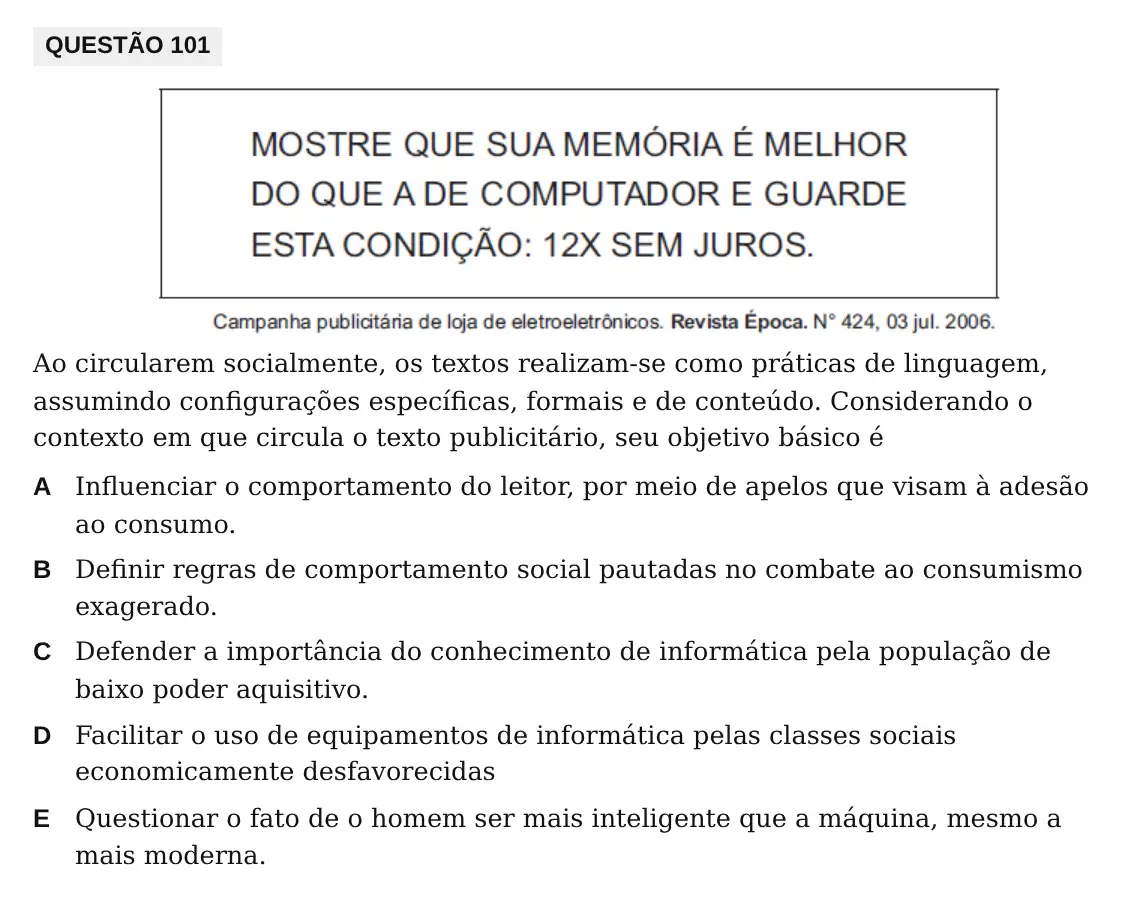 QUESTÃO 101
MOSTRE QUE SUA MEMÓRIA É MELHOR
DO QUE A DE COMPUTADOR E GUARDE
ESTA CONDIÇÃO: 12X SEM JUROS.
Campanha publicitária de loja de eletroeletrônicos. Revista Época. N° 424, 03 jul. 2006.
Ao circularem socialmente, os textos realizam-se como práticas de linguagem,
assumindo configurações específicas, formais e de conteúdo. Considerando o
contexto em que circula o texto publicitário, seu objetivo básico é
A Influenciar o comportamento do leitor, por meio de apelos que visam à adesão
ao consumo.
B Definir regras de comportamento social pautadas no combate ao consumismo
exagerado.
C Defender a importância do conhecimento de informática pela população de
baixo poder aquisitivo.
D Facilitar o uso de equipamentos de informática pelas classes sociais
economicamente desfavorecidas
E Questionar o fato de o homem ser mais inteligente que a máquina, mesmo a
mais moderna.